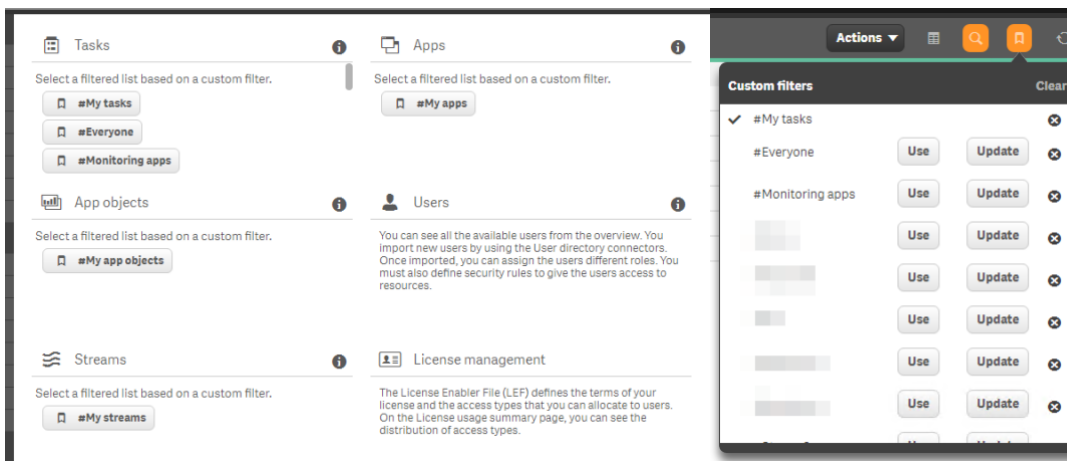 Tasks
Select a filtered list based on a custom filter.
#My tasks
#Everyone
#Monitoring apps
Apps
Select a filtered list based on a custom filter.
#My apps
App objects
Select a filtered list based on a custom filter.
#My app objects
Users
You can see all the available users from the overview. You
import new users by using the User directory connectors.
Once imported, you can assign the users different roles. You
must also define security rules to give the users access to
resources.
Streams
Select a filtered list based on a custom filter.
#My streams
License management
The License Enabler File (LEF) defines the terms of your
license and the access types that you can allocate to users.
On the License usage summary page, you can see the
distribution of access types.
Actions
Custom filters Clear
#My tasks
#Everyone Use Update
#Monitoring apps Use Update
Use Update
Use Update
Use Update
Use Update
Use Update